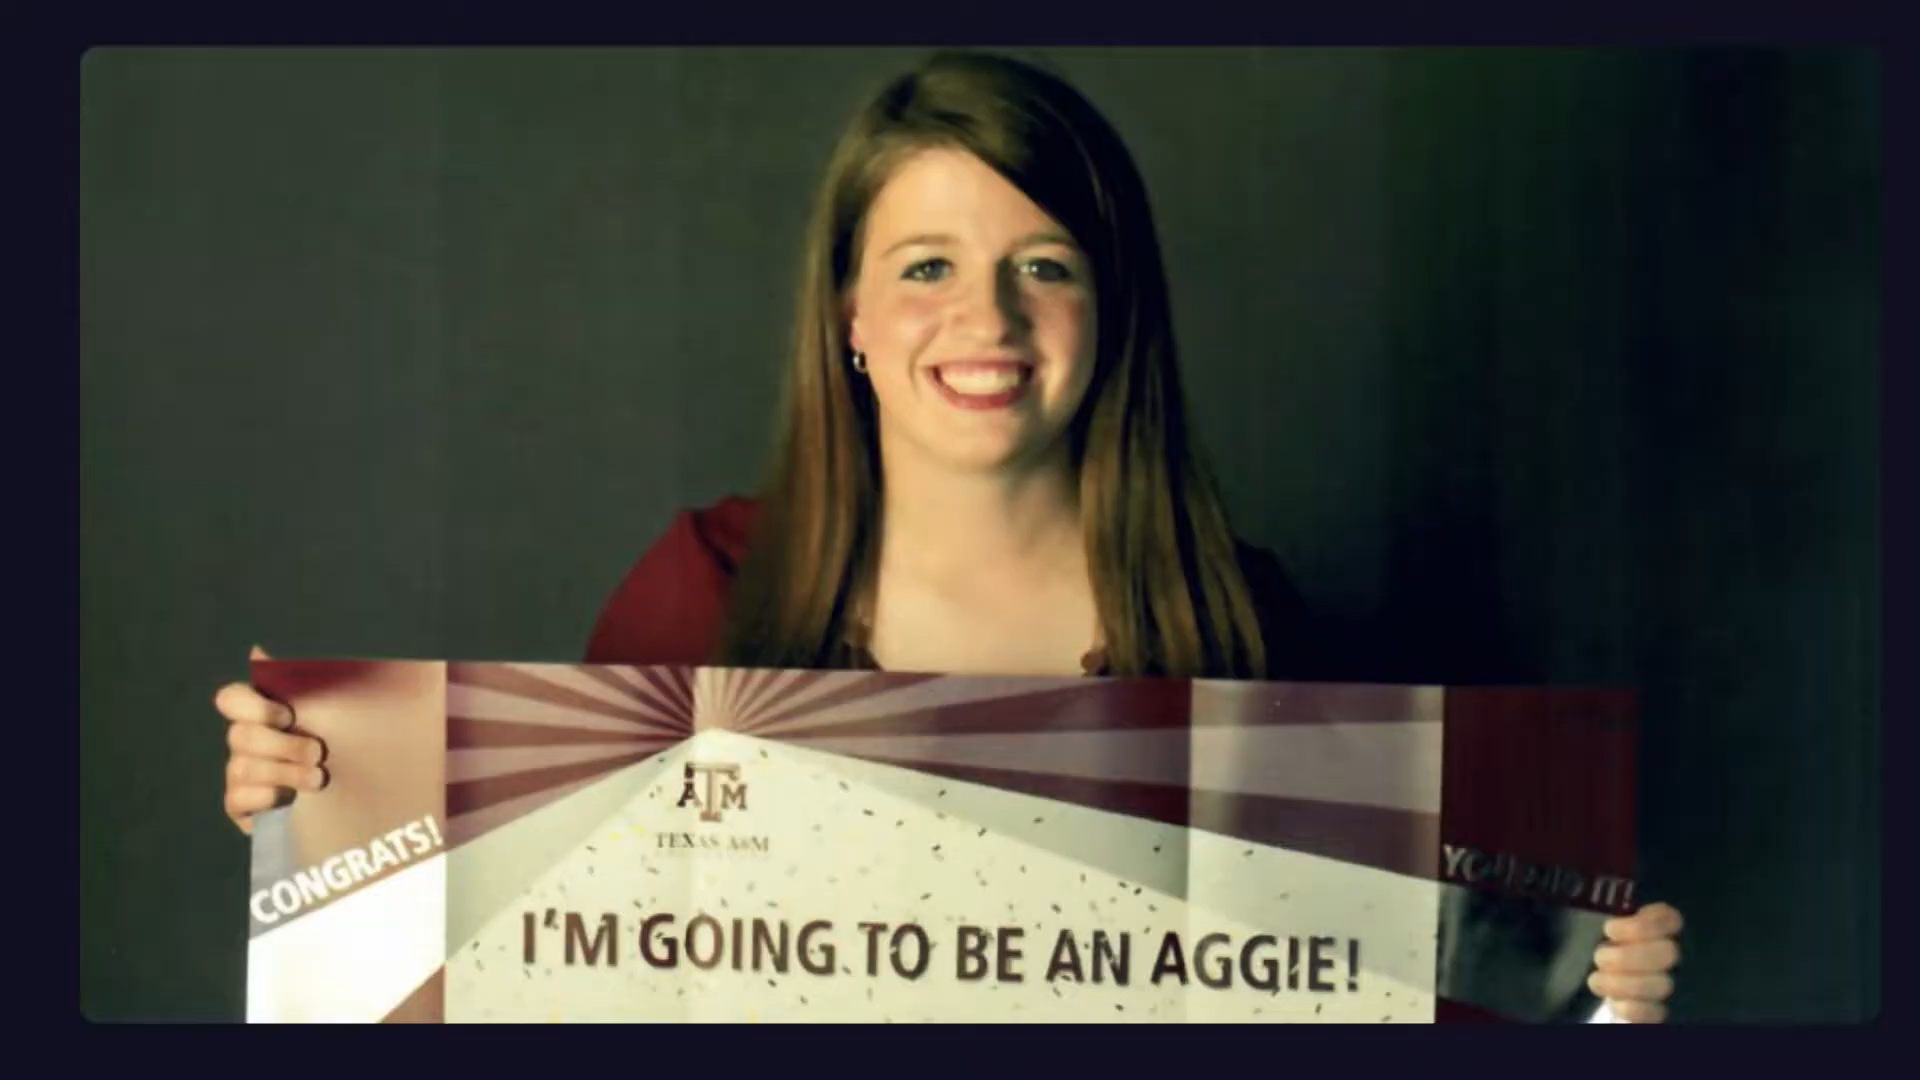 CONGRATS!
ATM
TEXAS A&M
I'M GOING TO BE AN AGGIE!
YOU DID IT!